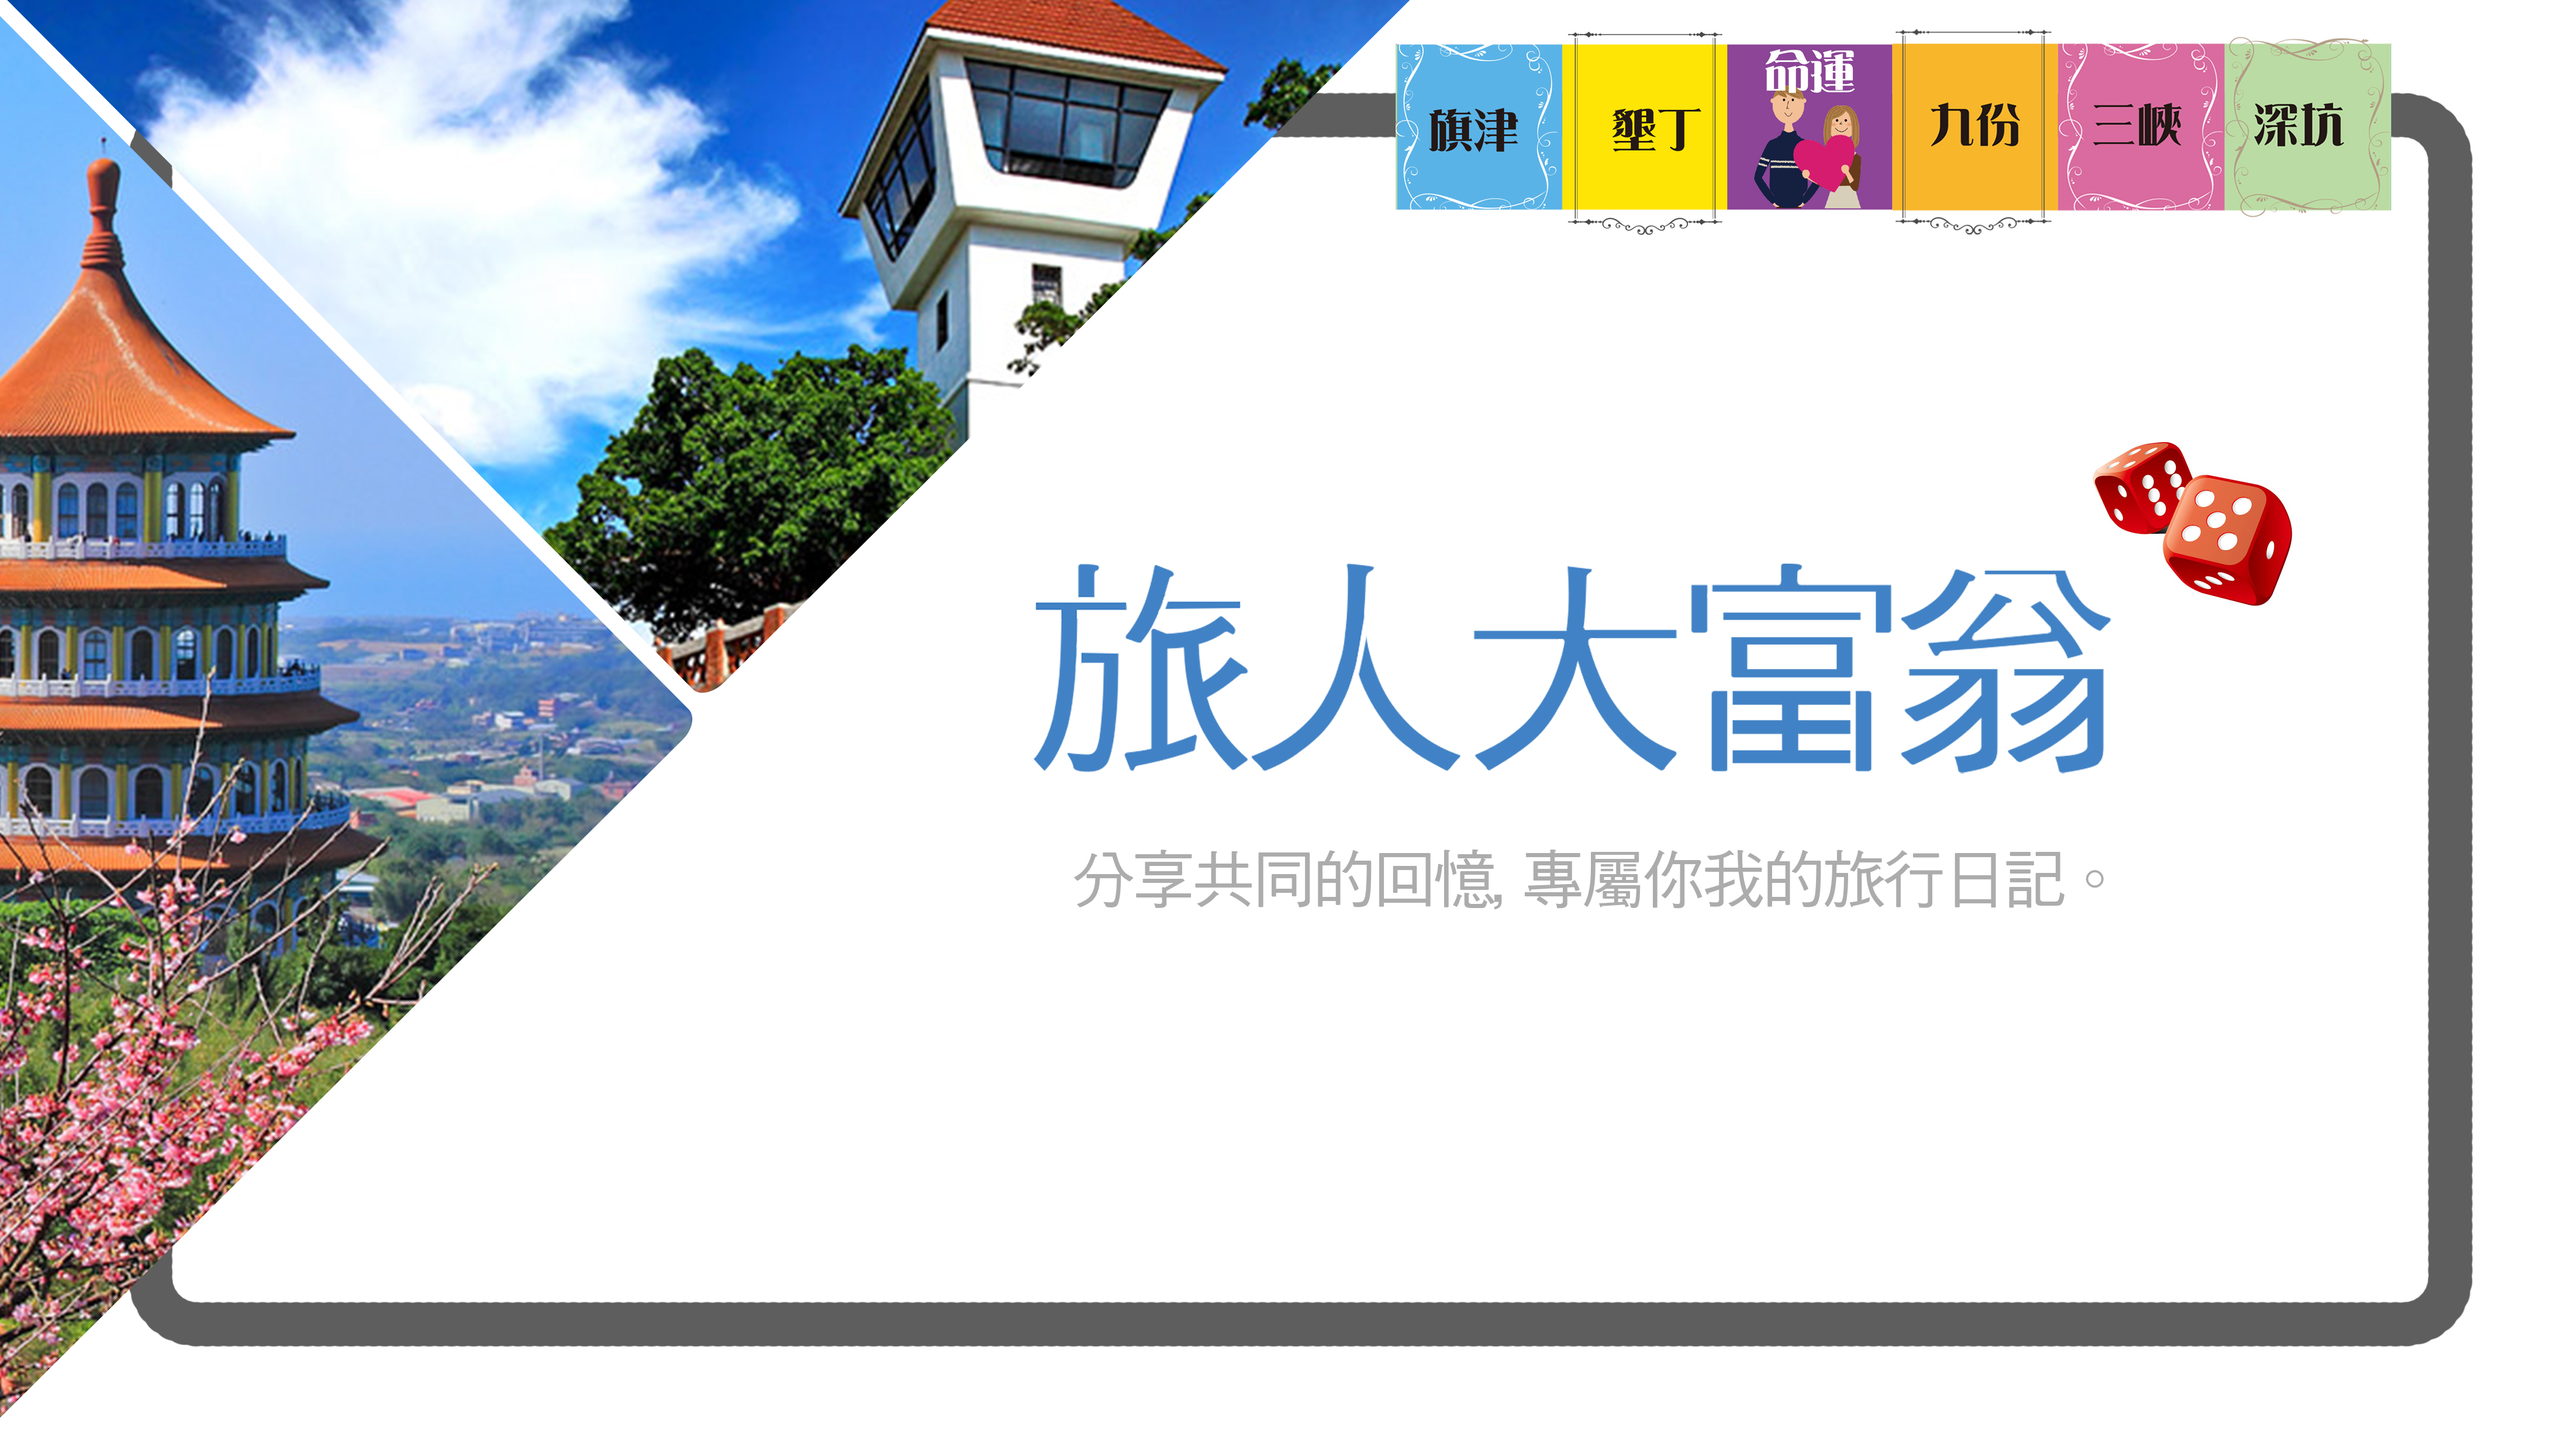 旗津 墾丁 命運 九份 三峽 深坑
旅人大富翁
分享共同的回憶, 專屬你我的旅行日記。